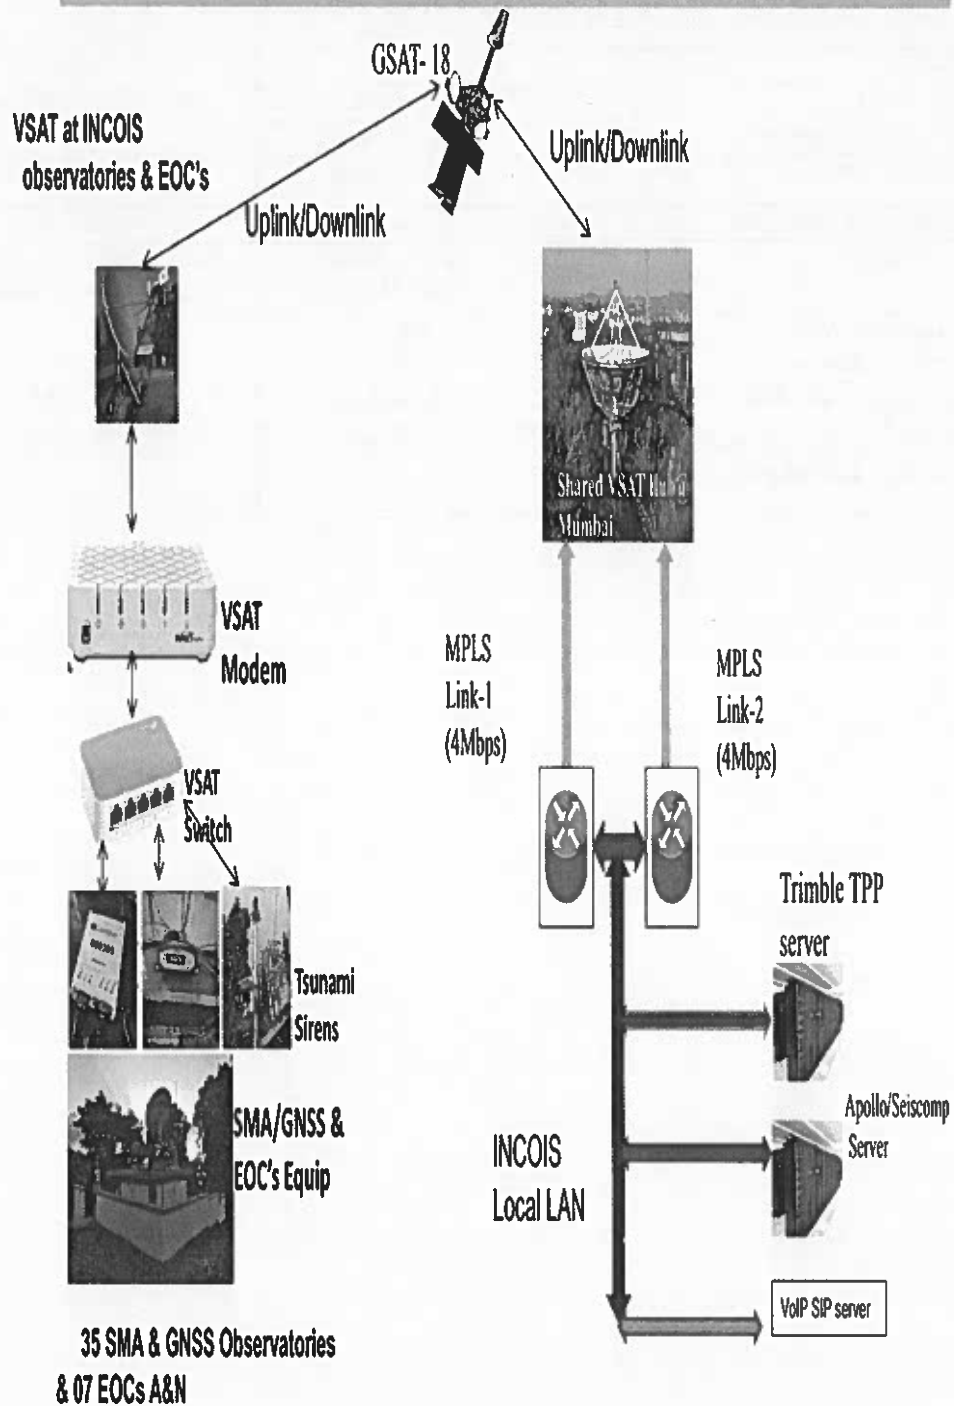 GSAT- 18
VSAT at INCOIS
observatories & EOC's
Uplink/Downlink
Uplink/Downlink
Shared VSAT
Mumbai
VSAT
Modem
MPLS
Link-1
(4Mbps)
MPLS
Link-2
(4Mbps)
VSAT
Switch
Tsunami
Sirens
Trimble TPP
server
SMA/GNSS &
EOC's Equip
Apollo/Seiscomp
Server
INCOIS
Local LAN
VoIP SIP server
35 SMA & GNSS Observatories
& 07 EOCs A&N